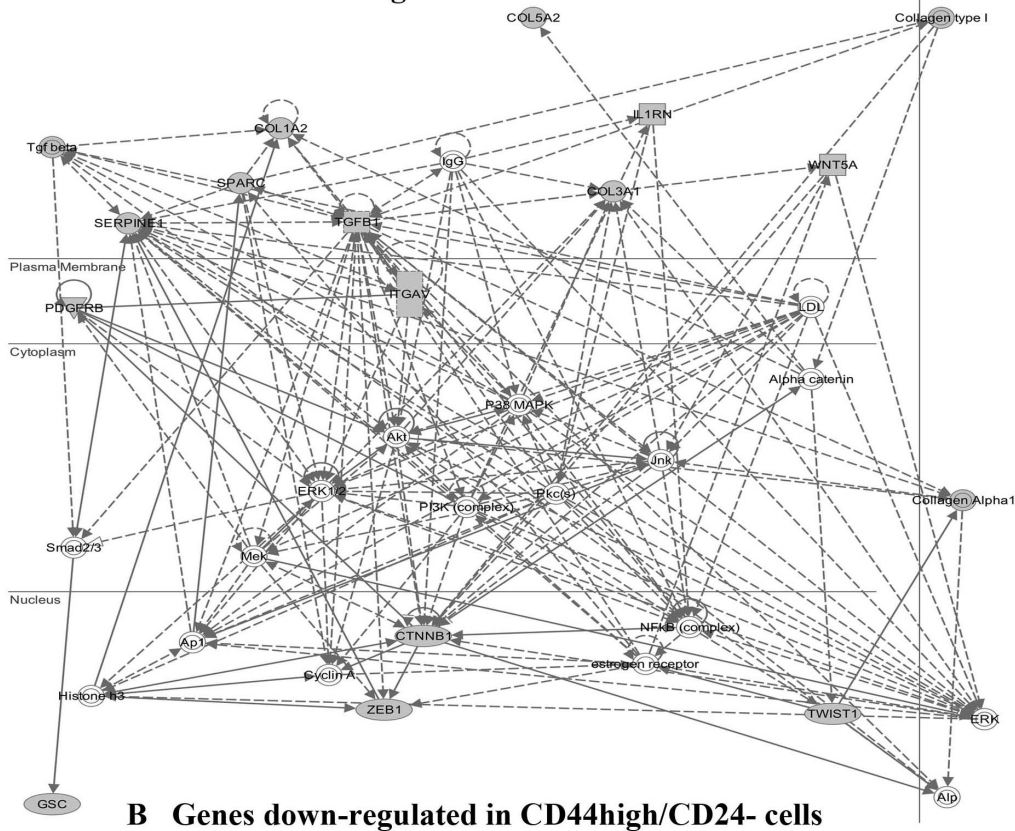 COL5A2
Collagen type I
COL1A2
IL1RN
Tgf beta
IgG
WNT5A
SPARC
COL3A1
SERPINE1
TGFB1
Plasma Membrane
ITGAV
PDGFRB
LDL
Cytoplasm
Alpha catenin
P38 MAPK
Akt
Jnk
ERK1/2
Pkc(s)
PI3K (complex)
Collagen Alpha1
Smad2/3
Mek
Nucleus
NFkB (complex)
CTNNB1
Ap1
estrogen receptor
Cyclin A
Histone h3
ZEB1
TWIST1
ERK
Alp
GSC
B Genes down-regulated in CD44high/CD24- cells